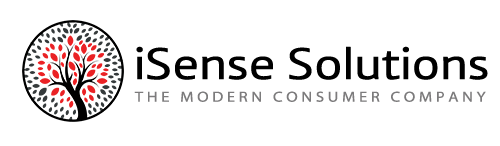 iSense Solutions
THE MODERN CONSUMER COMPANY